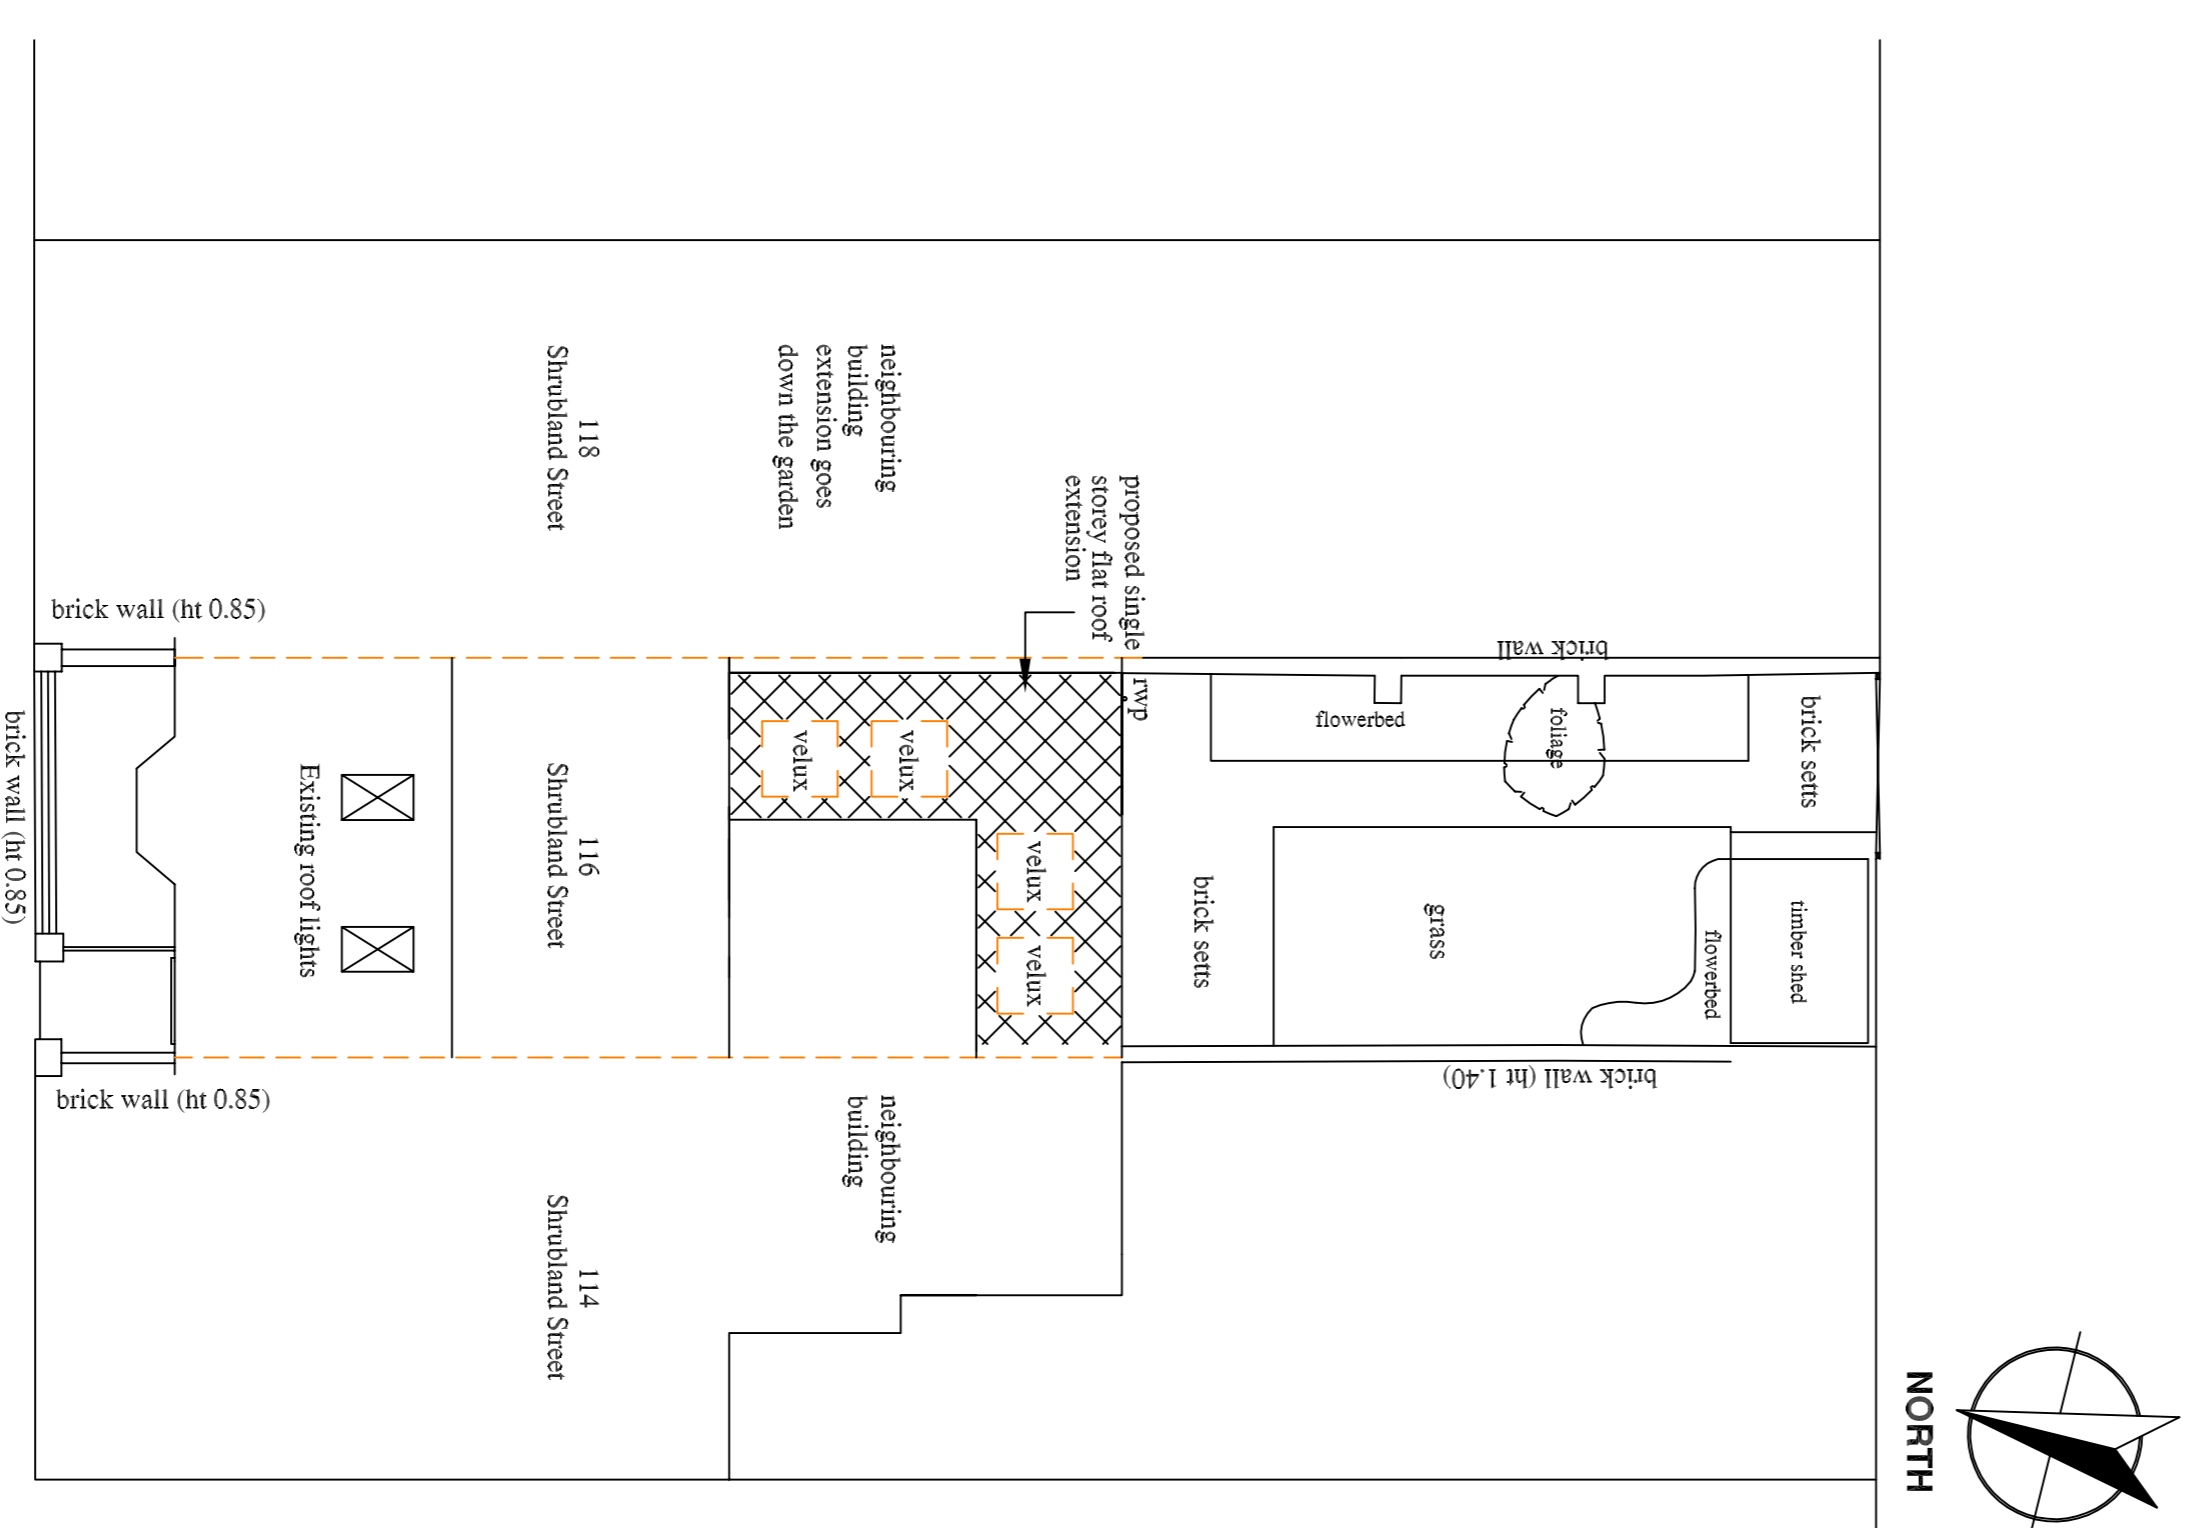 118
Shrubland Street
neighbouring
building
extension goes
down the garden
proposed single
storey flat roof
extension
brick wall (ht 0.85)
brick wall (ht 0.85)
brick wall (ht 0.85)
Existing roof lights
116
Shrubland Street
velux
velux
velux
velux
rwp
brick wall
flowerbed
foliage
brick setts
brick setts
grass
flowerbed
timber shed
brick wall (ht 1.40)
neighbouring
building
114
Shrubland Street
NORTH